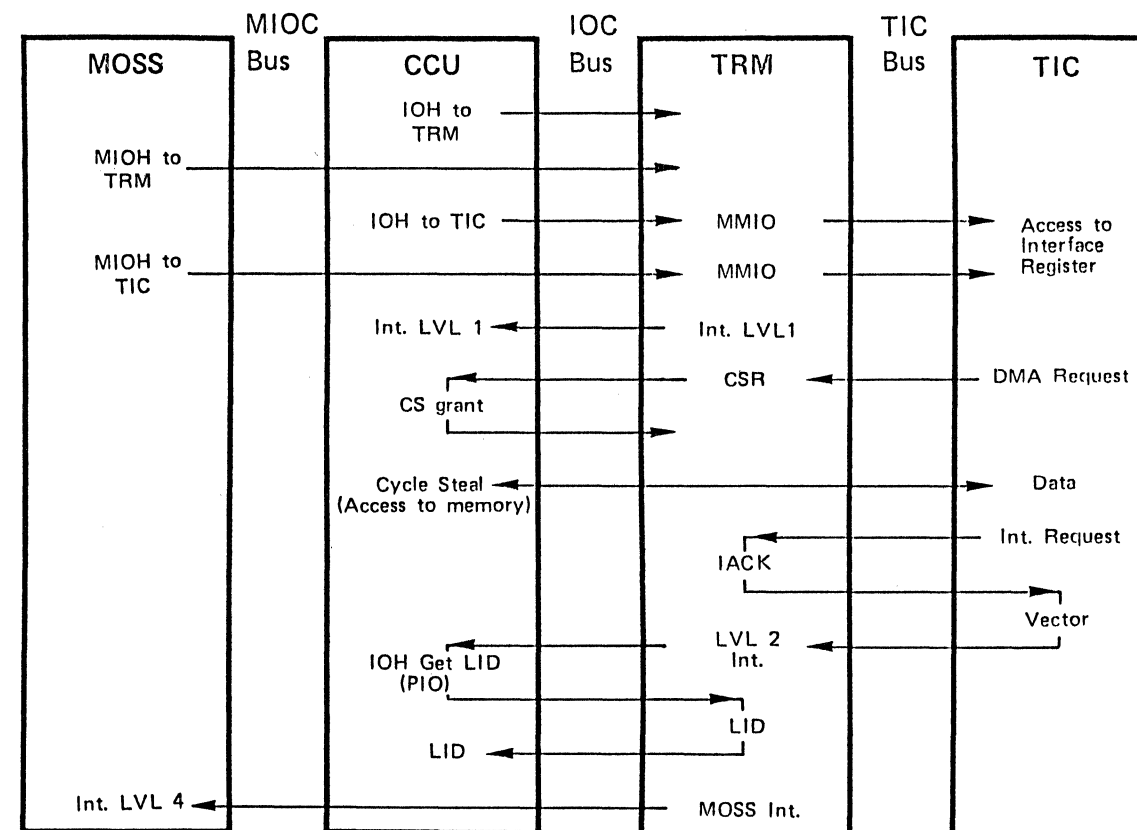 MIOC
Bus
IOC
Bus
TIC
Bus
MOSS
CCU
TRM
TIC
IOH to
TRM
MIOH to
TRM
IOH to TIC
MMIO
Access to
Interface
Register
MIOH to
TIC
MMIO
Int. LVL 1
Int. LVL1
CSR
DMA Request
CS grant
Cycle Steal
(Access to memory)
Data
Int. Request
IACK
Vector
LVL 2
Int.
IOH Get LID
(PIO)
LID
LID
Int. LVL 4
MOSS Int.